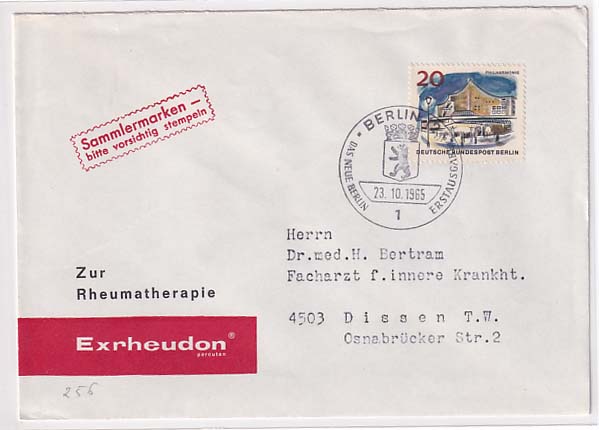 20
PHILHARMONIE
DEUTSCHE BUNDESPOST BERLIN
Sammlermarken –
bitte vorsichtig stempeln
BERLIN
DAS NEUE BERLIN
ERSTAUSGABE
23.10.1965
1
Herrn
Dr.med.H. Bertram
Facharzt f.innere Krankht.
4503 Dissen T.W.
Osnabrücker Str.2
Zur
Rheumatherapie
Exrheudon®
percutan
256